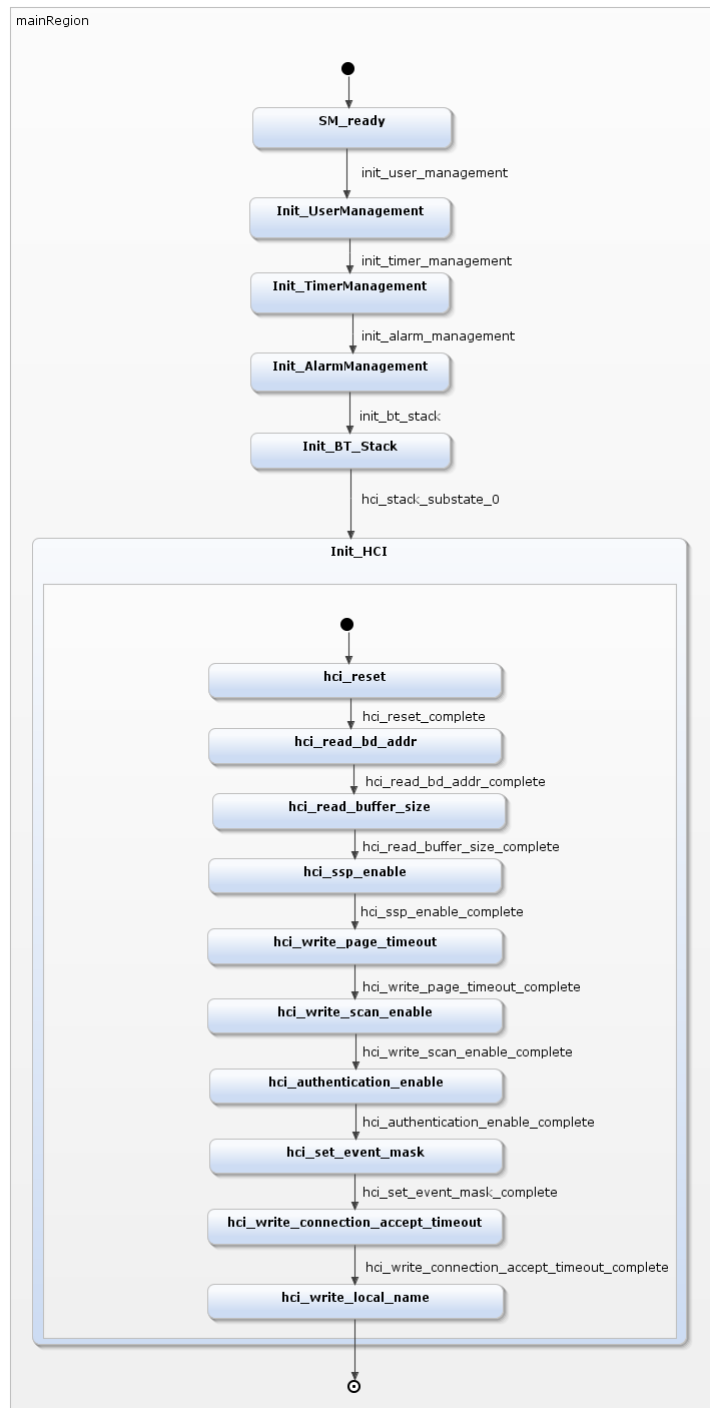 mainRegion
SM_ready
init_user_management
Init_UserManagement
init_timer_management
Init_TimerManagement
init_alarm_management
Init_AlarmManagement
init_bt_stack
Init_BT_Stack
hci_stack_substate_0
Init_HCI
hci_reset
hci_reset_complete
hci_read_bd_addr
hci_read_bd_addr_complete
hci_read_buffer_size
hci_read_buffer_size_complete
hci_ssp_enable
hci_ssp_enable_complete
hci_write_page_timeout
hci_write_page_timeout_complete
hci_write_scan_enable
hci_write_scan_enable_complete
hci_authentication_enable
hci_authentication_enable_complete
hci_set_event_mask
hci_set_event_mask_complete
hci_write_connection_accept_timeout
hci_write_connection_accept_timeout_complete
hci_write_local_name